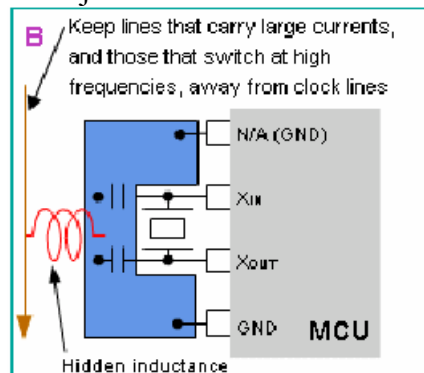 B
Keep lines that carry large currents,
and those that switch at high
frequencies, away from clock lines
N/A (GND)
XIN
XOUT
GND
MCU
Hidden inductance